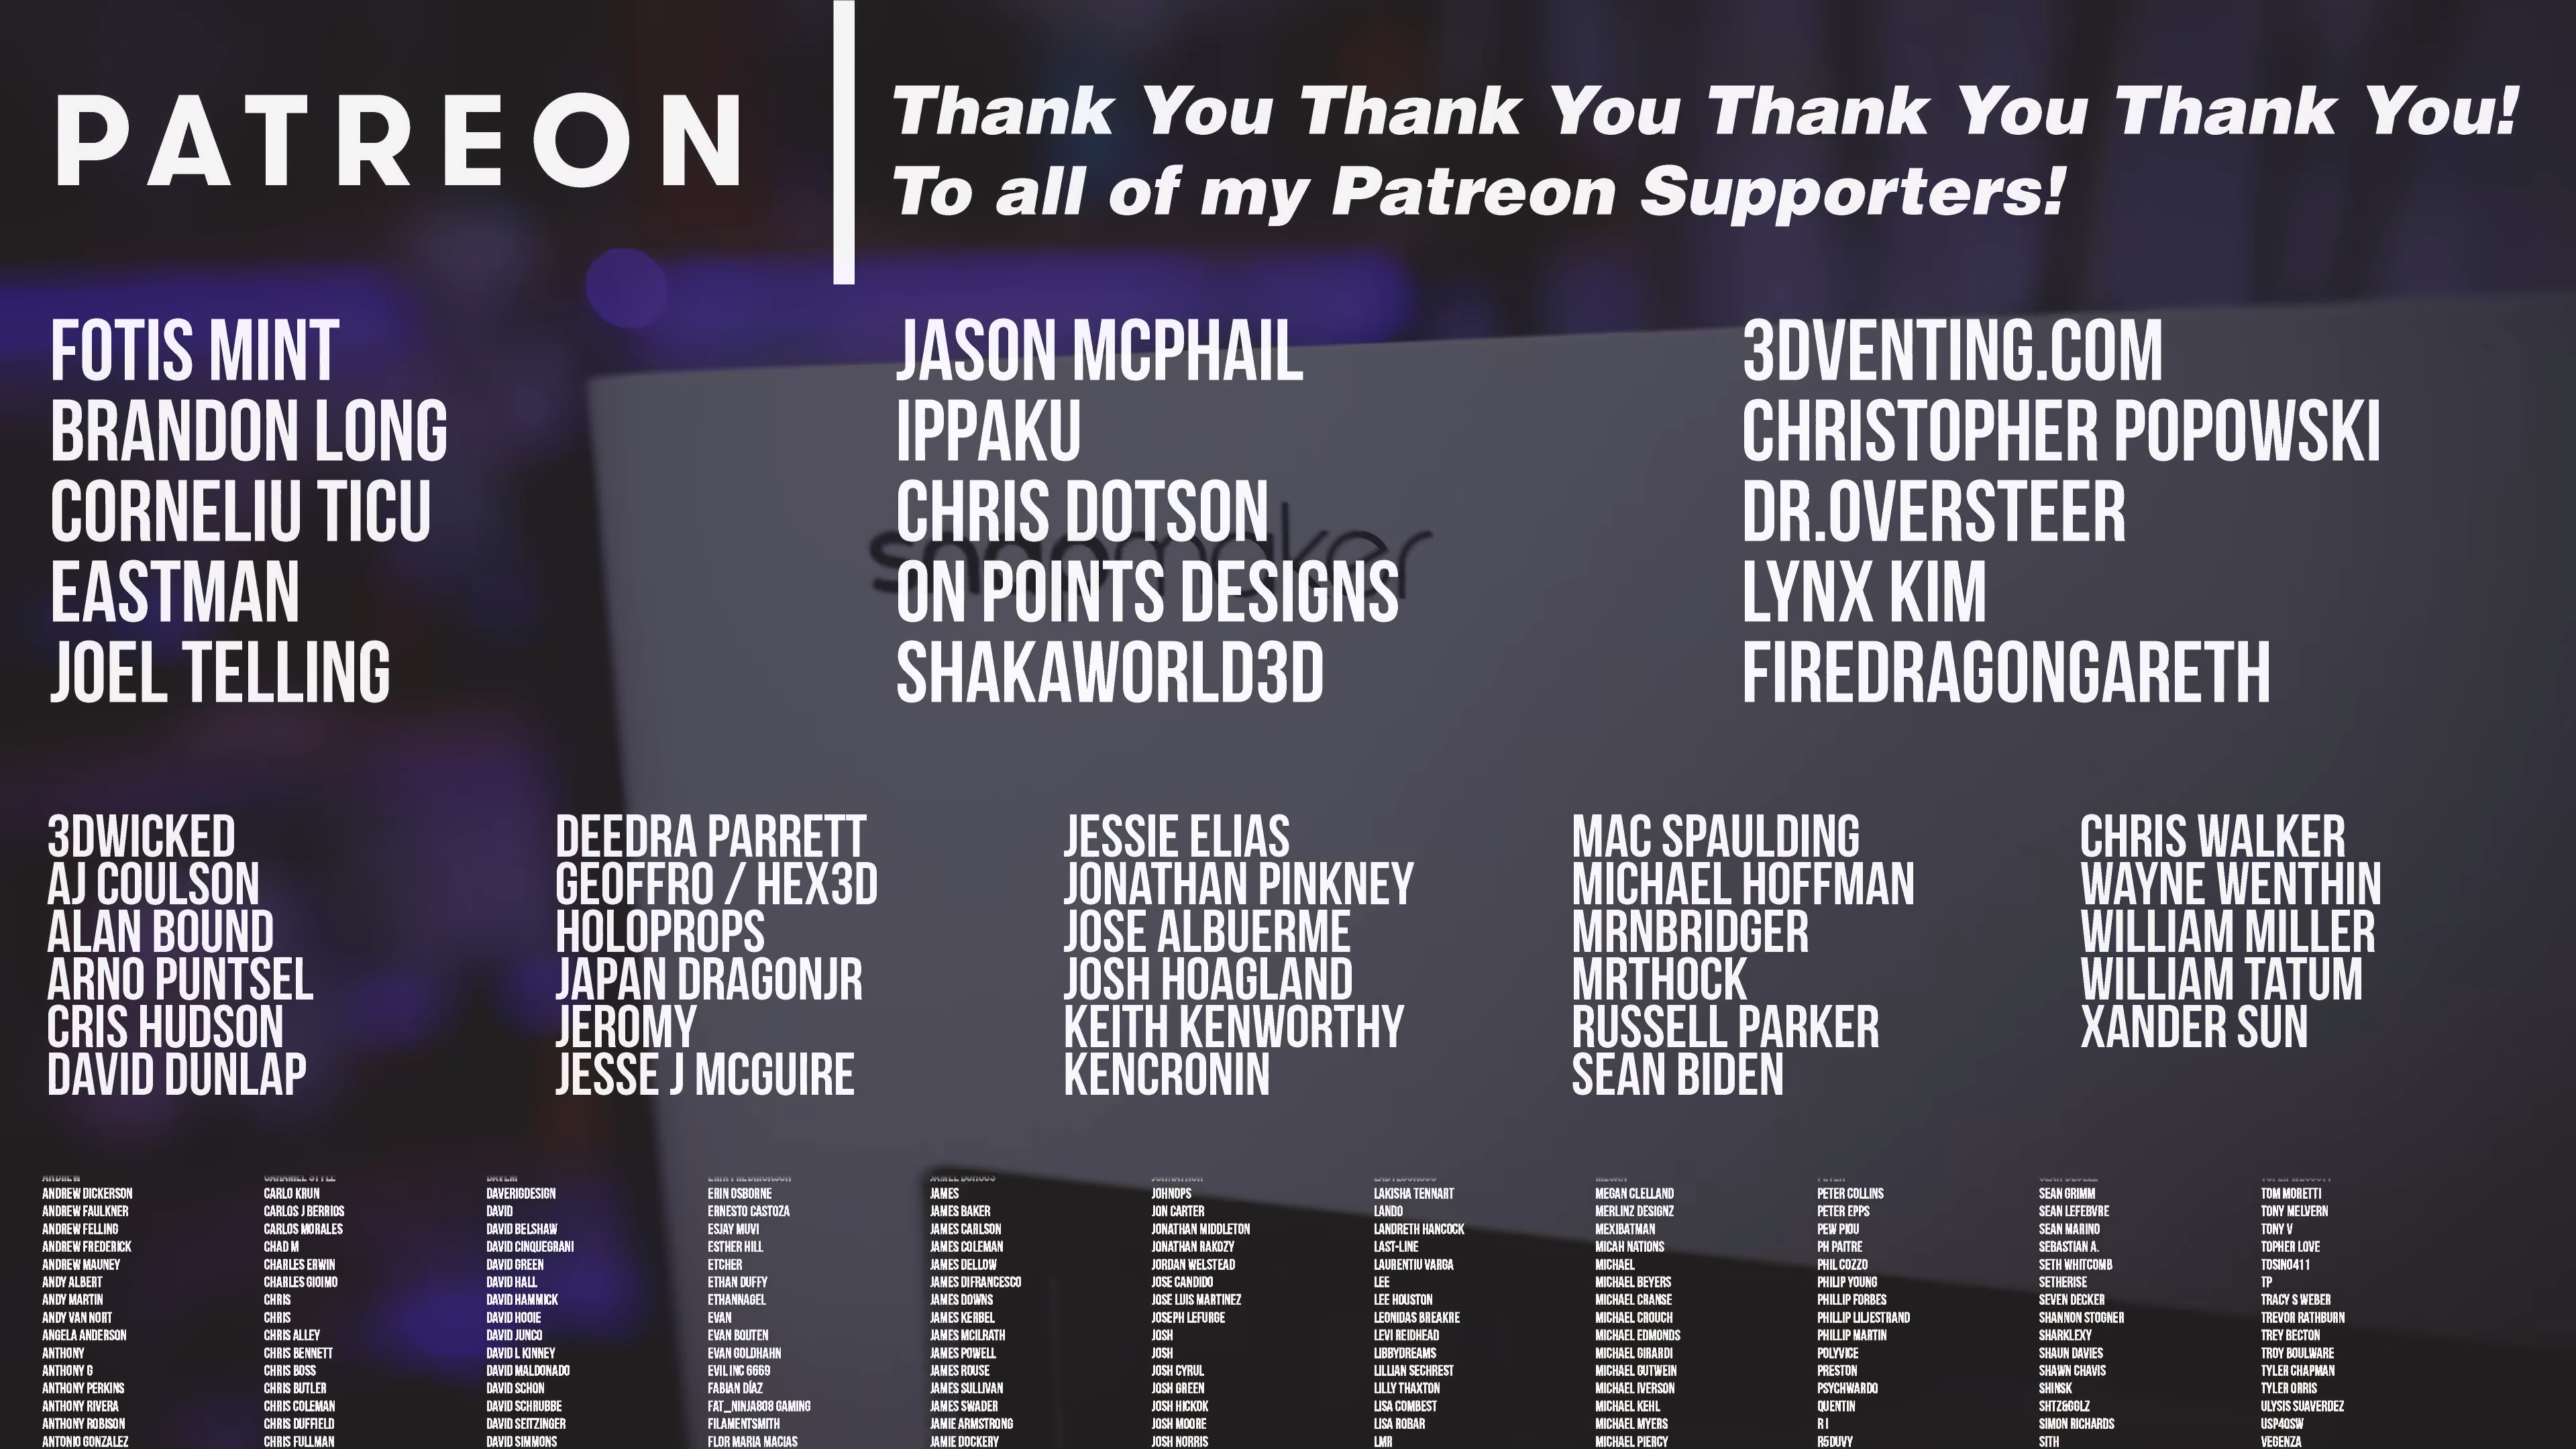 PATREON
Thank You Thank You Thank You Thank You!
To all of my Patreon Supporters!
FOTIS MINT
BRANDON LONG
CORNELIU TICU
EASTMAN
JOEL TELLING
JASON MCPHAIL
IPPAKU
CHRIS DOTSON
ON POINTS DESIGNS
SHAKAWORLD3D
3DVENTING.COM
CHRISTOPHER POPOWSKI
DR.OVERSTEER
LYNX KIM
FIREDRAGONGARETH
snapmaker
3DWICKED
AJ COULSON
ALAN BOUND
ARNO PUNTSEL
CRIS HUDSON
DAVID DUNLAP
DEEDRA PARRETT
GEOFFRO / HEX3D
HOLOPROPS
JAPAN DRAGONJR
JEROMY
JESSE J MCGUIRE
JESSIE ELIAS
JONATHAN PINKNEY
JOSE ALBUERME
JOSH HOAGLAND
KEITH KENWORTHY
KENCRONIN
MAC SPAULDING
MICHAEL HOFFMAN
MRNBRIDGER
MRTHOCK
RUSSELL PARKER
SEAN BIDEN
CHRIS WALKER
WAYNE WENTHIN
WILLIAM MILLER
WILLIAM TATUM
XANDER SUN
ANDREW
ANDREW DICKERSON
ANDREW FAULKNER
ANDREW FELLING
ANDREW FREDERICK
ANDREW MAUNEY
ANDY ALBERT
ANDY MARTIN
ANDY VAN NORT
ANGELA ANDERSON
ANTHONY
ANTHONY G
ANTHONY PERKINS
ANTHONY RIVERA
ANTHONY ROBISON
ANTONIO GONZALEZ
CARAMEL STYLE
CARLO KRUN
CARLOS J BERRIOS
CARLOS MORALES
CHAD M
CHARLES ERWIN
CHARLES GIOIMO
CHRIS
CHRIS
CHRIS ALLEY
CHRIS BENNETT
CHRIS BOSS
CHRIS BUTLER
CHRIS COLEMAN
CHRIS DUFFIELD
CHRIS FULLMAN
DAVERIGDESIGN
DAVID
DAVID BELSHAW
DAVID CINQUEGRANI
DAVID GREEN
DAVID HALL
DAVID HAMMICK
DAVID HOOIE
DAVID JUNCO
DAVID L KINNEY
DAVID MALDONADO
DAVID SCHON
DAVID SCHRUBBE
DAVID SEITZINGER
DAVID SIMMONS
ERIN OSBORNE
ERNESTO CASTOZA
ESJAY MUVI
ESTHER HILL
ETCHER
ETHAN DUFFY
ETHANNAGEL
EVAN
EVAN BOUTEN
EVAN GOLDHAHN
EVIL INC 6669
FABIAN DÍAZ
FAT_NINJA808 GAMING
FILAMENTSMITH
FLOR MARIA MACIAS
JAMES
JAMES BAKER
JAMES CARLSON
JAMES COLEMAN
JAMES DELLOW
JAMES DIFRANCESCO
JAMES DOWNS
JAMES KERBEL
JAMES MCILRATH
JAMES POWELL
JAMES ROUSE
JAMES SULLIVAN
JAMES SWADER
JAMIE ARMSTRONG
JAMIE DOCKERY
JOHNOPS
JON CARTER
JONATHAN MIDDLETON
JONATHAN RAKOZY
JORDAN WELSTEAD
JOSE CANDIDO
JOSE LUIS MARTINEZ
JOSEPH LEFURGE
JOSH
JOSH
JOSH CYRUL
JOSH GREEN
JOSH HICKOK
JOSH MOORE
JOSH NORRIS
LAKISHA TENNART
LANDO
LANDRETH HANCOCK
LAST-LINE
LAURENTIU VARGA
LEE
LEE HOUSTON
LEONIDAS BREAKRE
LEVI REIDHEAD
LIBBYDREAMS
LILLIAN SECHREST
LILLY THAXTON
LISA COMBEST
LISA ROBAR
LMR
MEGAN
MEGAN CLELLAND
MERLINZ DESIGNZ
MEXIBATMAN
MICAH NATIONS
MICHAEL
MICHAEL BEYERS
MICHAEL CRANSE
MICHAEL CROUCH
MICHAEL EDMONDS
MICHAEL GIRARDI
MICHAEL GUTWEIN
MICHAEL IVERSON
MICHAEL KEHL
MICHAEL MYERS
MICHAEL PIERCY
PETER
PETER COLLINS
PETER EPPS
PEW PIOU
PH PAITRE
PHIL COZZO
PHILIP YOUNG
PHILLIP FORBES
PHILLIP LILJESTRAND
PHILLIP MARTIN
POLYVICE
PRESTON
PSYCHWARDO
QUENTIN
R I
R5DUVY
SEAN GRIMM
SEAN LEFEBVRE
SEAN MARINO
SEBASTIAN A.
SETH WHITCOMB
SETHERISE
SEVEN DECKER
SHANNON STOGNER
SHARKLEXY
SHAUN DAVIES
SHAWN CHAVIS
SHINSK
SHTZ&GGLZ
SIMON RICHARDS
SITH
TOM MORETTI
TONY MELVERN
TONY V
TOPHER LOVE
TOSINO411
TP
TRACY S WEBER
TREVOR RATHBURN
TREY BECTON
TROY BOULWARE
TYLER CHAPMAN
TYLER ORRIS
ULYSIS SUAVERDEZ
USP40SW
VEGENZA